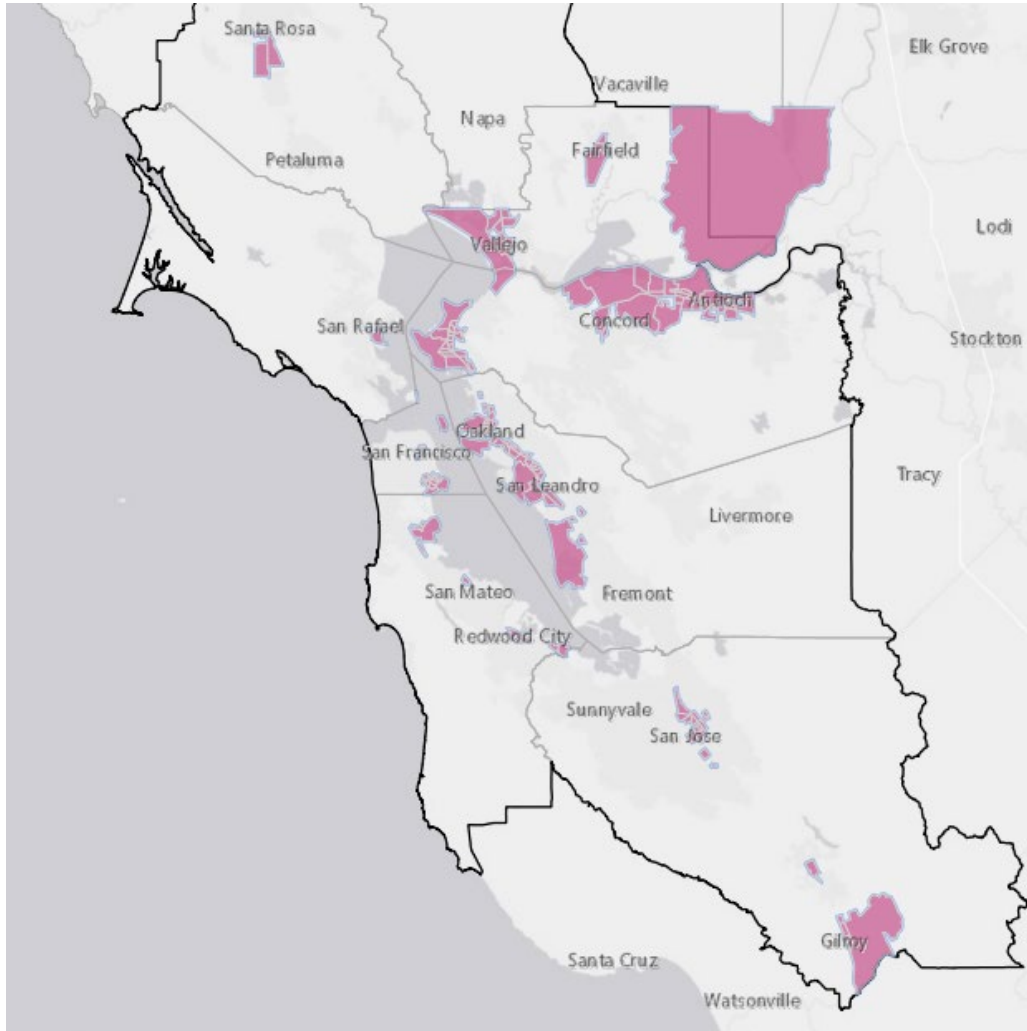 Santa Rosa
Elk Grove
Vacaville
Napa
Fairfield
Petaluma
Lodi
Vallejo
Antioch
Concord
San Rafael
Stockton
Oakland
San Francisco
Tracy
San Leandro
Livermore
San Mateo
Fremont
Redwood City
Sunnyvale
San Jose
Gilroy
Santa Cruz
Watsonville